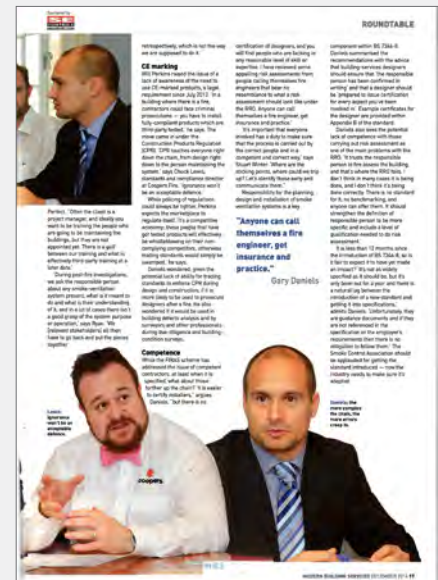 ROUNDTABLE
retrospectively, which is not the way
we are supposed to do it.
CE marking
Will Perkins raised the issue of a
lack of awareness of the need to
use CE-marked products, a legal
requirement since July 2013. In a
building where there is a fire,
contractors could face criminal
prosecutions — you have to install
fully-compliant products which are
third-party tested,' he says. The
move came in under the
Construction Products Regulation
(CPR). 'CPR touches everyone right
down the chain, from design right
down to the person maintaining the
system,' says Chuck Lewis,
standards and compliance director
at Coopers Fire. 'Ignorance won't
be an acceptable defence.'
While policing of regulations
could always be tighter, Perkins
expects the marketplace to
regulate itself. 'It's a competitive
economy; those people that have
got tested products will effectively
be whistleblowing on their non-
complying competitors, otherwise
testing standards would simply be
swamped,' he says.
Daniels wondered, given the
potential lack of ability for trading
standards to enforce CPR during
design and construction, if it is
more likely to be used to prosecute
designers after a fire. He also
wondered if it would be used in
building defects analysis and by
surveyors and other professionals
during due diligence and building-
condition surveys.
Competence
While the FIRAS scheme has
addressed the issue of competent
contractors, at least when it is
specified, what about those
further up the chain? 'It is easier
to certify installers,' argues
Daniels, 'but there is no
certification of designers, and you
will find people who are lacking in
any reasonable level of skill or
expertise. I have reviewed some
appalling risk assessments from
people calling themselves fire
engineers that bear no
resemblance to what a risk
assessment should look like under
the RRO. Anyone can call
themselves a fire engineer, get
insurance and practice.'
'It's important that everyone
involved has a duty to make sure
that the process is carried out by
the correct people and in a
competent and correct way,' says
Stuart Winter. 'Where are the
sticking points, where could we trip
up? Let's identify those early and
communicate them.'
Responsibility for the planning,
design and installation of smoke
ventilation systems is a key
"Anyone can call
themselves a fire
engineer, get
insurance and
practice."
Gary Daniels
component within BS 7346-8.
Daniels summarised the
recommendations with the advice
that building-services designers
should ensure that 'the responsible
person has been confirmed in
writing' and that a designer should
be 'prepared to issue certification
for every aspect you've been
involved in'. Example certificates for
the designer are provided within
Appendix B of the standard.
Daniels also sees the potential
lack of competence with those
carrying out risk assessments as
one of the main problems with the
RRO. 'It trusts the responsible
person to fire assess the building,
and that's where the RRO fails. I
don't think in many cases it is being
done, and I don't think it's being
done correctly. There is no standard
for it, no benchmarking, and
anyone can offer them. It should
strengthen the definition of
responsible person to be more
specific and include a level of
qualification needed to do risk
assessment.'
It is less than 12 months since
the introduction of BS 7346-8, so is
it fair to expect it to have yet made
an impact? 'It's not as widely
specified as it should be, but it's
only been out for a year and there is
a natural lag between the
introduction of a new standard and
getting it into specifications,'
admits Daniels. 'Unfortunately, they
are guidance documents and if they
are not referenced in the
specification or the employer's
requirements then there is no
obligation to follow them.' The
Smoke Control Association should
be applauded for getting the
standard introduced — now the
industry needs to make sure it's
adopted.
Perfect. 'Often the client is a
project manager, and ideally you
want to be training the people who
are going to be maintaining the
buildings, but they are not
appointed yet. There is a gulf
between our training and what is
effectively third-party training at a
later date.'
'During post-fire investigations,
we ask the responsible person
about any smoke-ventilation
system present, what is it meant to
do and what is their understanding
of it, and in a lot of cases there isn't
a good grasp of the system purpose
or operation,' says Ryan. 'We
(relevant stakeholders) all then
have to go back and put the pieces
together
Lewis:
Ignorance
won't be an
acceptable
defence.
coopers
Daniels: the
more complex
the chain, the
more errors
creep in.
MODERN BUILDING SERVICES DECEMBER 2014